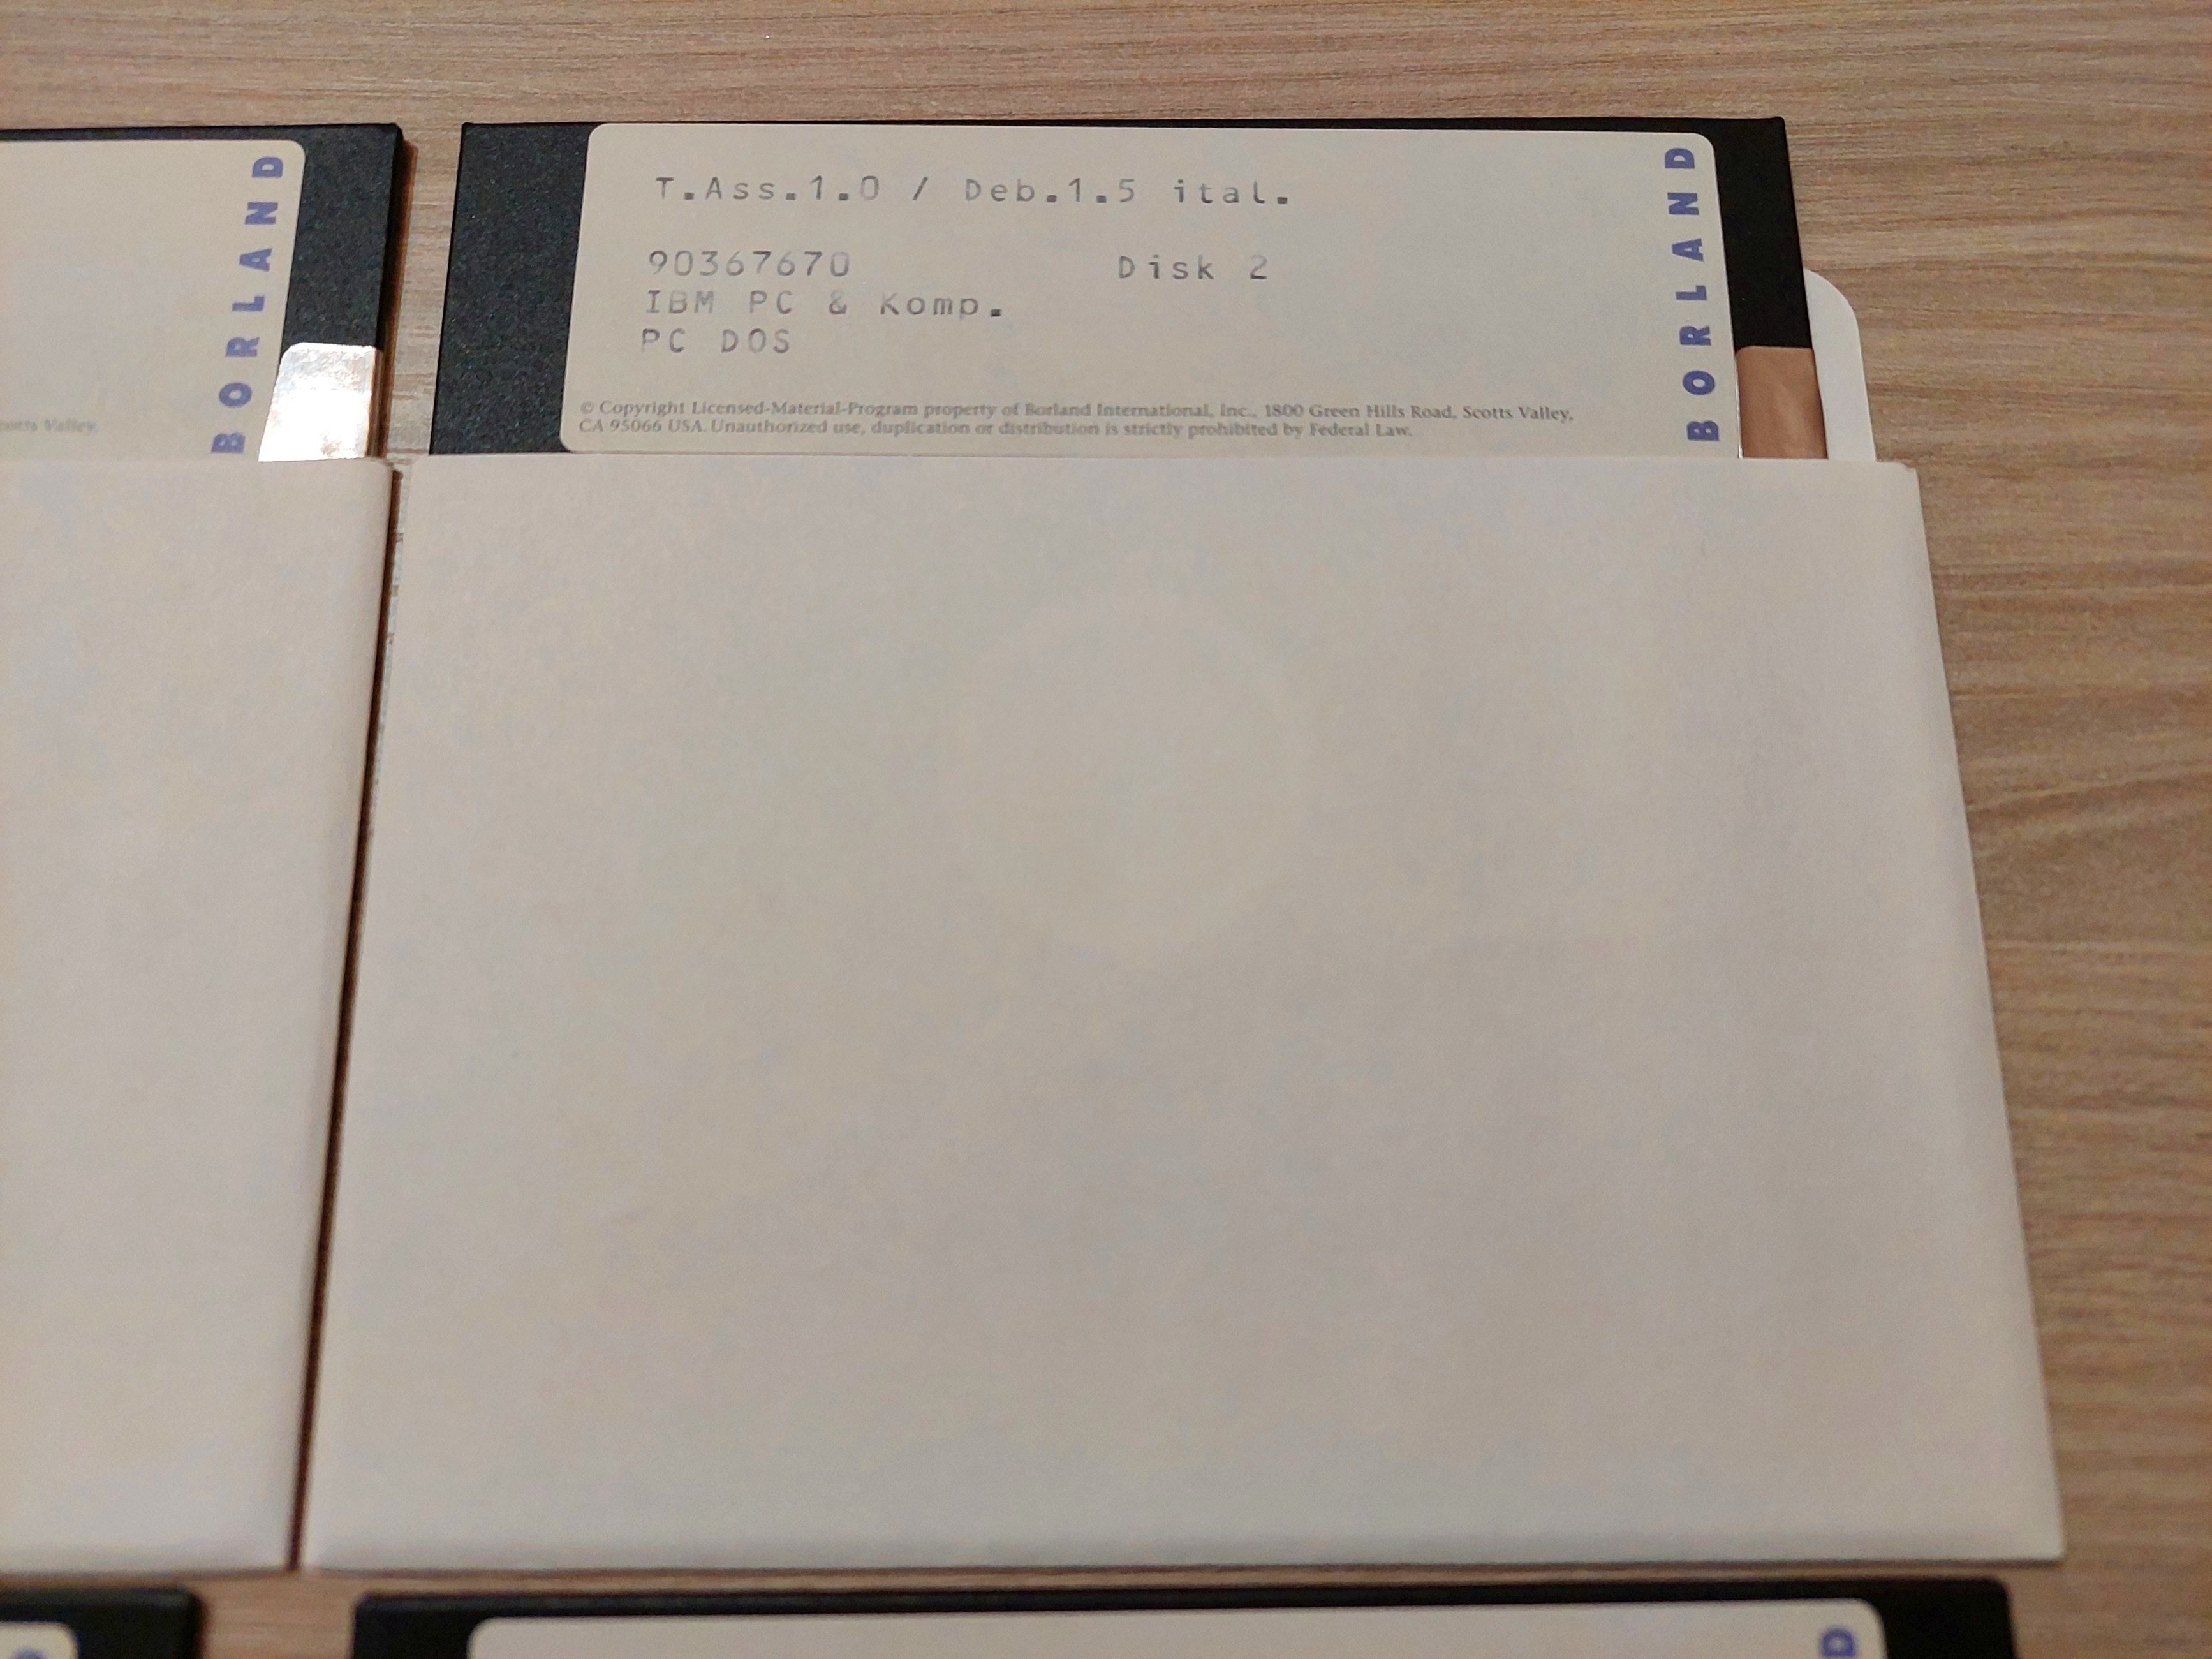 BORLAND
otts Valley,
T.Ass.1.0 / Deb.1.5 ital.
90367670 Disk 2
IBM PC & Komp.
PC DOS
© Copyright Licensed-Material-Program property of Borland International, Inc., 1800 Green Hills Road, Scotts Valley,
CA 95066 USA. Unauthorized use, duplication or distribution is strictly prohibited by Federal Law.
BORLAND
D